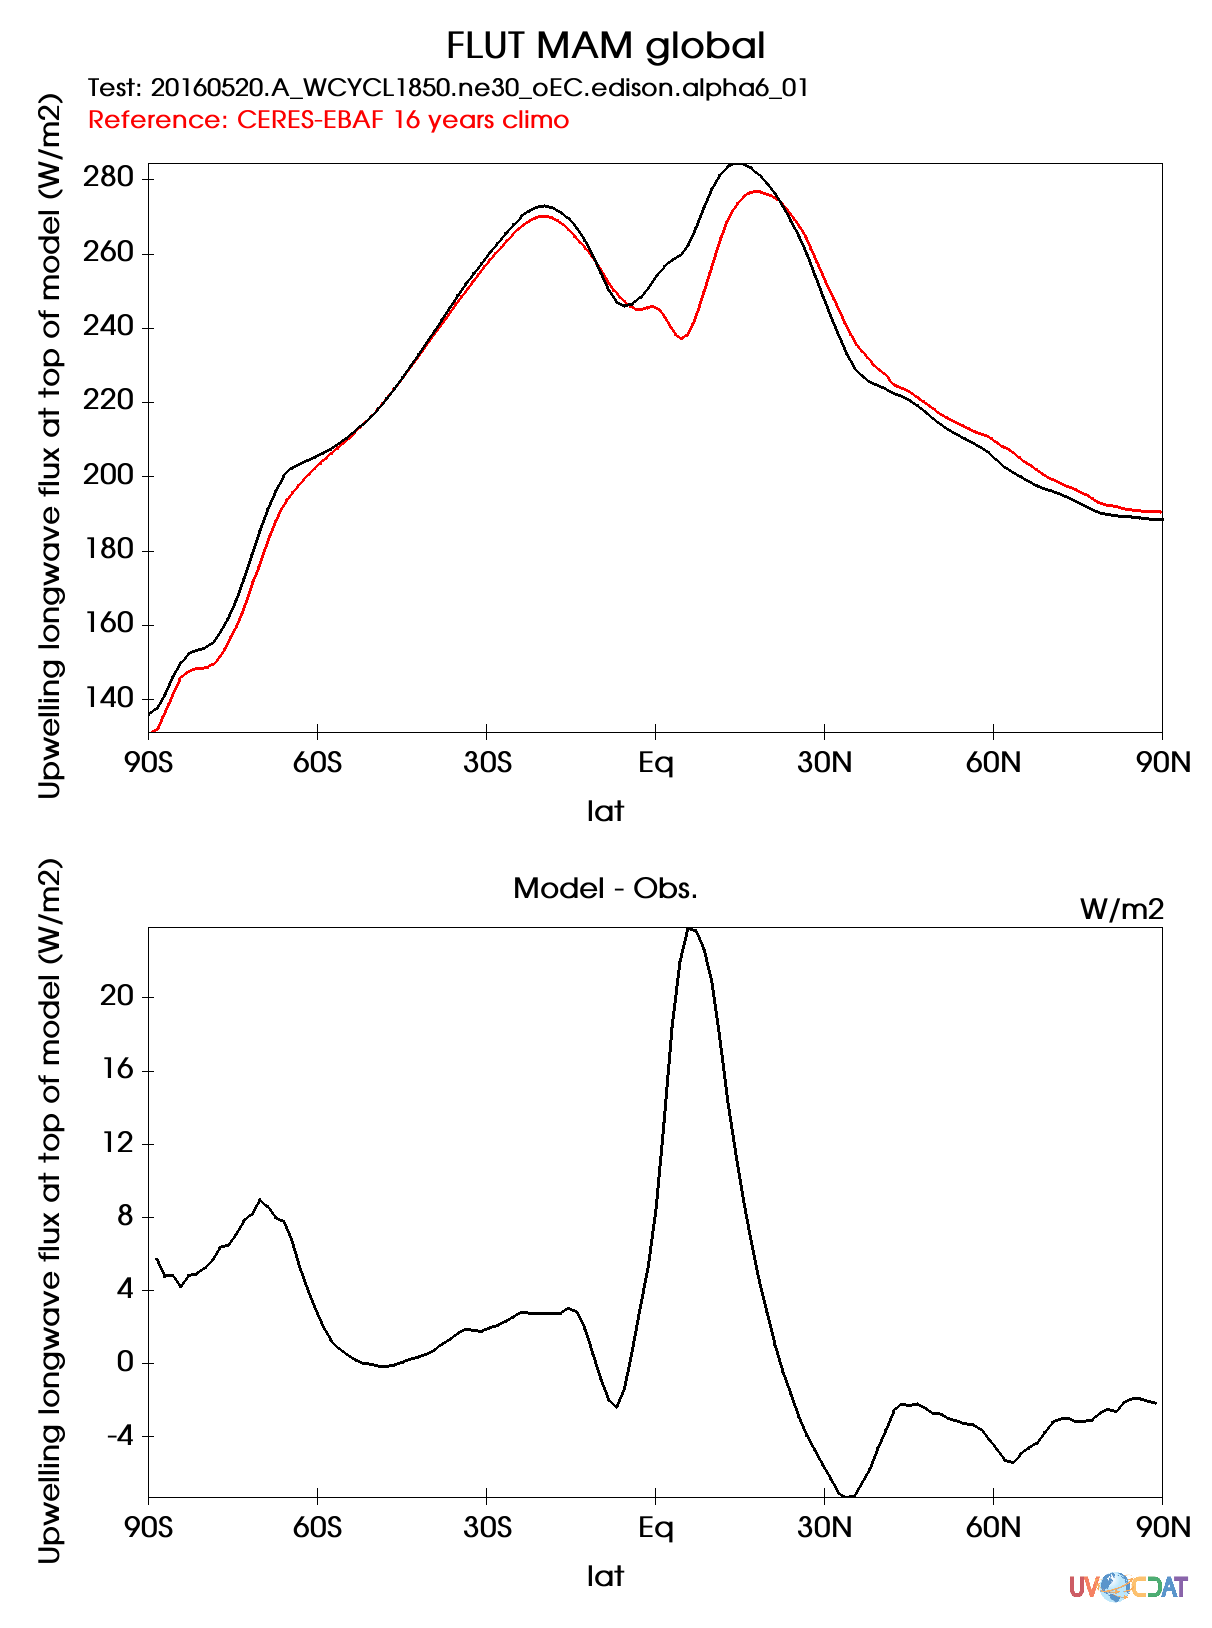 FLUT MAM global
Test: 20160520.A_WCYCL1850.ne30_oEC.edison.alpha6_01
Reference: CERES-EBAF 16 years climo
Upwelling longwave flux at top of model (W/m2)
280
260
240
220
200
180
160
140
90S 60S 30S Eq 30N 60N 90N
lat
Model - Obs.
W/m2
Upwelling longwave flux at top of model (W/m2)
20
16
12
8
4
0
-4
90S 60S 30S Eq 30N 60N 90N
lat
UV CDAT